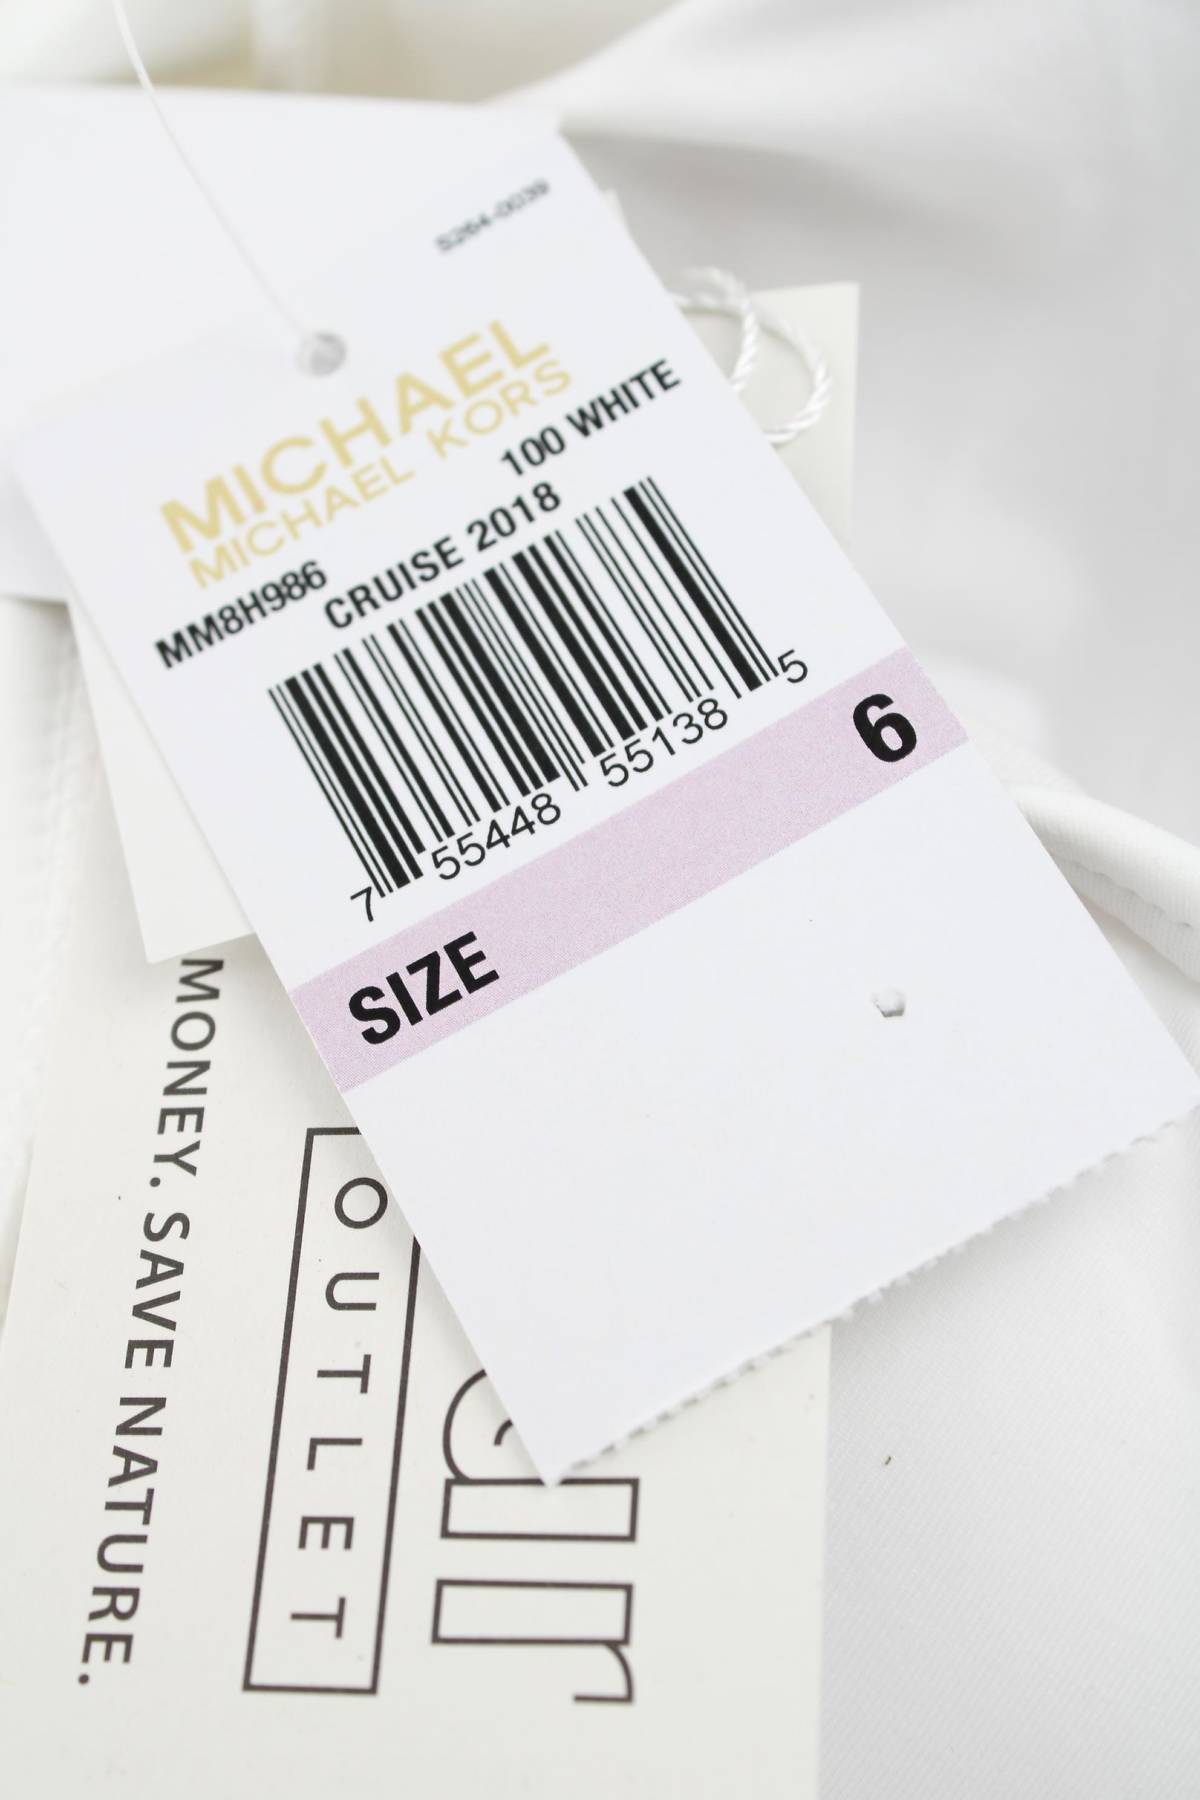 5264-0039
MICHAEL
MICHAEL KORS
MM8H986
100 WHITE
CRUISE 2018
7 55448 55138 5
SIZE 6
MONEY. SAVE NATURE.
OUTLET